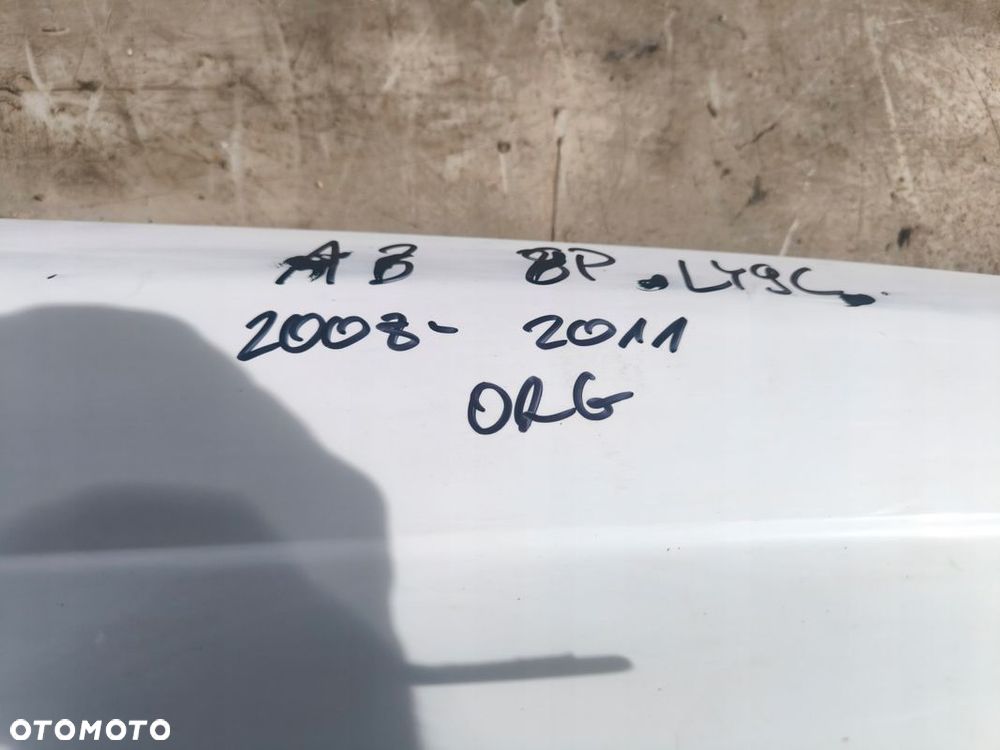 A3 8P .LY9C.
2008- 2011
ORG
OTOMOTO